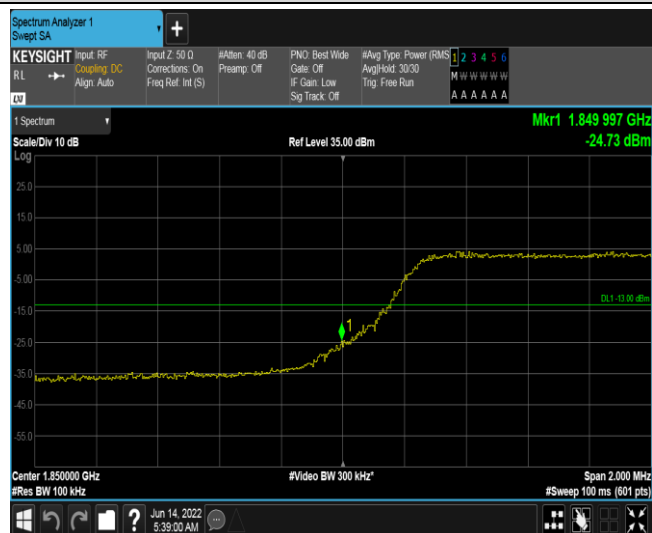 Spectrum Analyzer 1
Swept SA
KEYSIGHT
RL
Input: RF
Coupling: DC
Align: Auto
Input Z: 50 Ω
Corrections: On
Freq Ref: Int (S)
#Atten: 40 dB
Preamp: Off
PNO: Best Wide
Gate: Off
IF Gain: Low
Sig Track: Off
#Avg Type: Power (RMS
Avg|Hold: 30/30
Trig: Free Run
1 2 3 4 5 6
M W W W W W
A A A A A A
LXI
1 Spectrum
Scale/Div 10 dB
Ref Level 35.00 dBm
Mkr1 1.849 997 GHz
-24.73 dBm
Log
25.0
15.0
5.00
-5.00
DL1 -13.00 dBm
-15.0
1
-25.0
-35.0
-45.0
-55.0
Center 1.850000 GHz
#Video BW 300 kHz*
Span 2.000 MHz
#Res BW 100 kHz
#Sweep 100 ms (601 pts)
?
Jun 14, 2022
5:39:00 AM